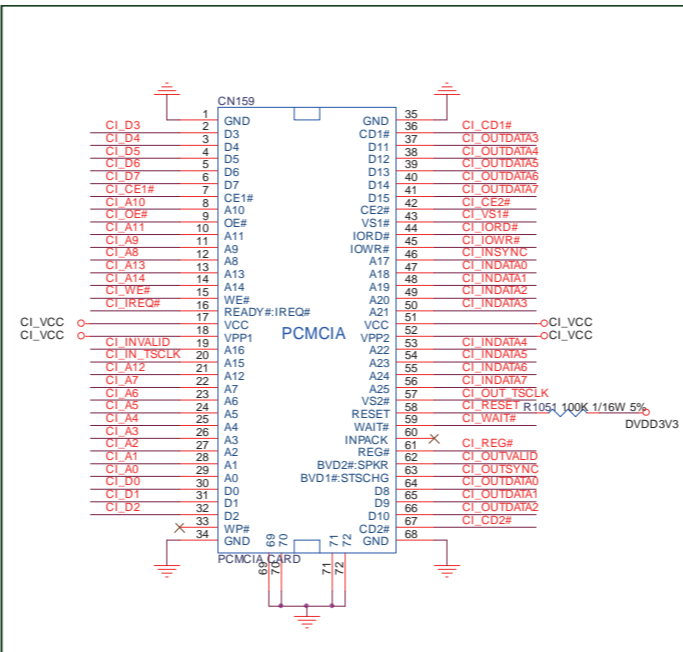 CN159
1 GND GND 35
CI_D3 2 D3 CD1# 36 CI_CD1#
CI_D4 3 D4 D11 37 CI_OUTDATA3
CI_D5 4 D5 D12 38 CI_OUTDATA4
CI_D6 5 D6 D13 39 CI_OUTDATA5
CI_D7 6 D7 D14 40 CI_OUTDATA6
CI_CE1# 7 CE1# D15 41 CI_OUTDATA7
CI_A10 8 A10 CE2# 42 CI_CE2#
CI_OE# 9 OE# VS1# 43 CI_VS1#
CI_A11 10 A11 IORD# 44 CI_IORD#
CI_A9 11 A9 IOWR# 45 CI_IOWR#
CI_A8 12 A8 A17 46 CI_INSYNC
CI_A13 13 A13 A18 47 CI_INDATA0
CI_A14 14 A14 A19 48 CI_INDATA1
CI_WE# 15 WE# A20 49 CI_INDATA2
CI_IREQ# 16 READY#:IREQ# A21 50 CI_INDATA3
CI_VCC 17 VCC VCC 51 CI_VCC
CI_VCC 18 VPP1 PCMCIA VPP2 52 CI_VCC
CI_INVALID 19 A16 A22 53 CI_INDATA4
CI_IN_TSCLK 20 A15 A23 54 CI_INDATA5
CI_A12 21 A12 A24 55 CI_INDATA6
CI_A7 22 A7 A25 56 CI_INDATA7
CI_A6 23 A6 VS2# 57 CI_OUT_TSCLK
CI_A5 24 A5 RESET 58 CI_RESET R1051 100K 1/16W 5%
DVDD3V3
CI_A4 25 A4 WAIT# 59 CI_WAIT#
CI_A3 26 A3 INPACK 60
CI_A2 27 A2 REG# 61 CI_REG#
CI_A1 28 A1 BVD2#:SPKR 62 CI_OUTVALID
CI_A0 29 A0 BVD1#:STSCHG 63 CI_OUTSYNC
CI_D0 30 D0 D8 64 CI_OUTDATA0
CI_D1 31 D1 D9 65 CI_OUTDATA1
CI_D2 32 D2 D10 66 CI_OUTDATA2
33 WP# CD2# 67 CI_CD2#
34 GND 69 70 71 72 GND 68
PCMCIA CARD
69 70 71 72